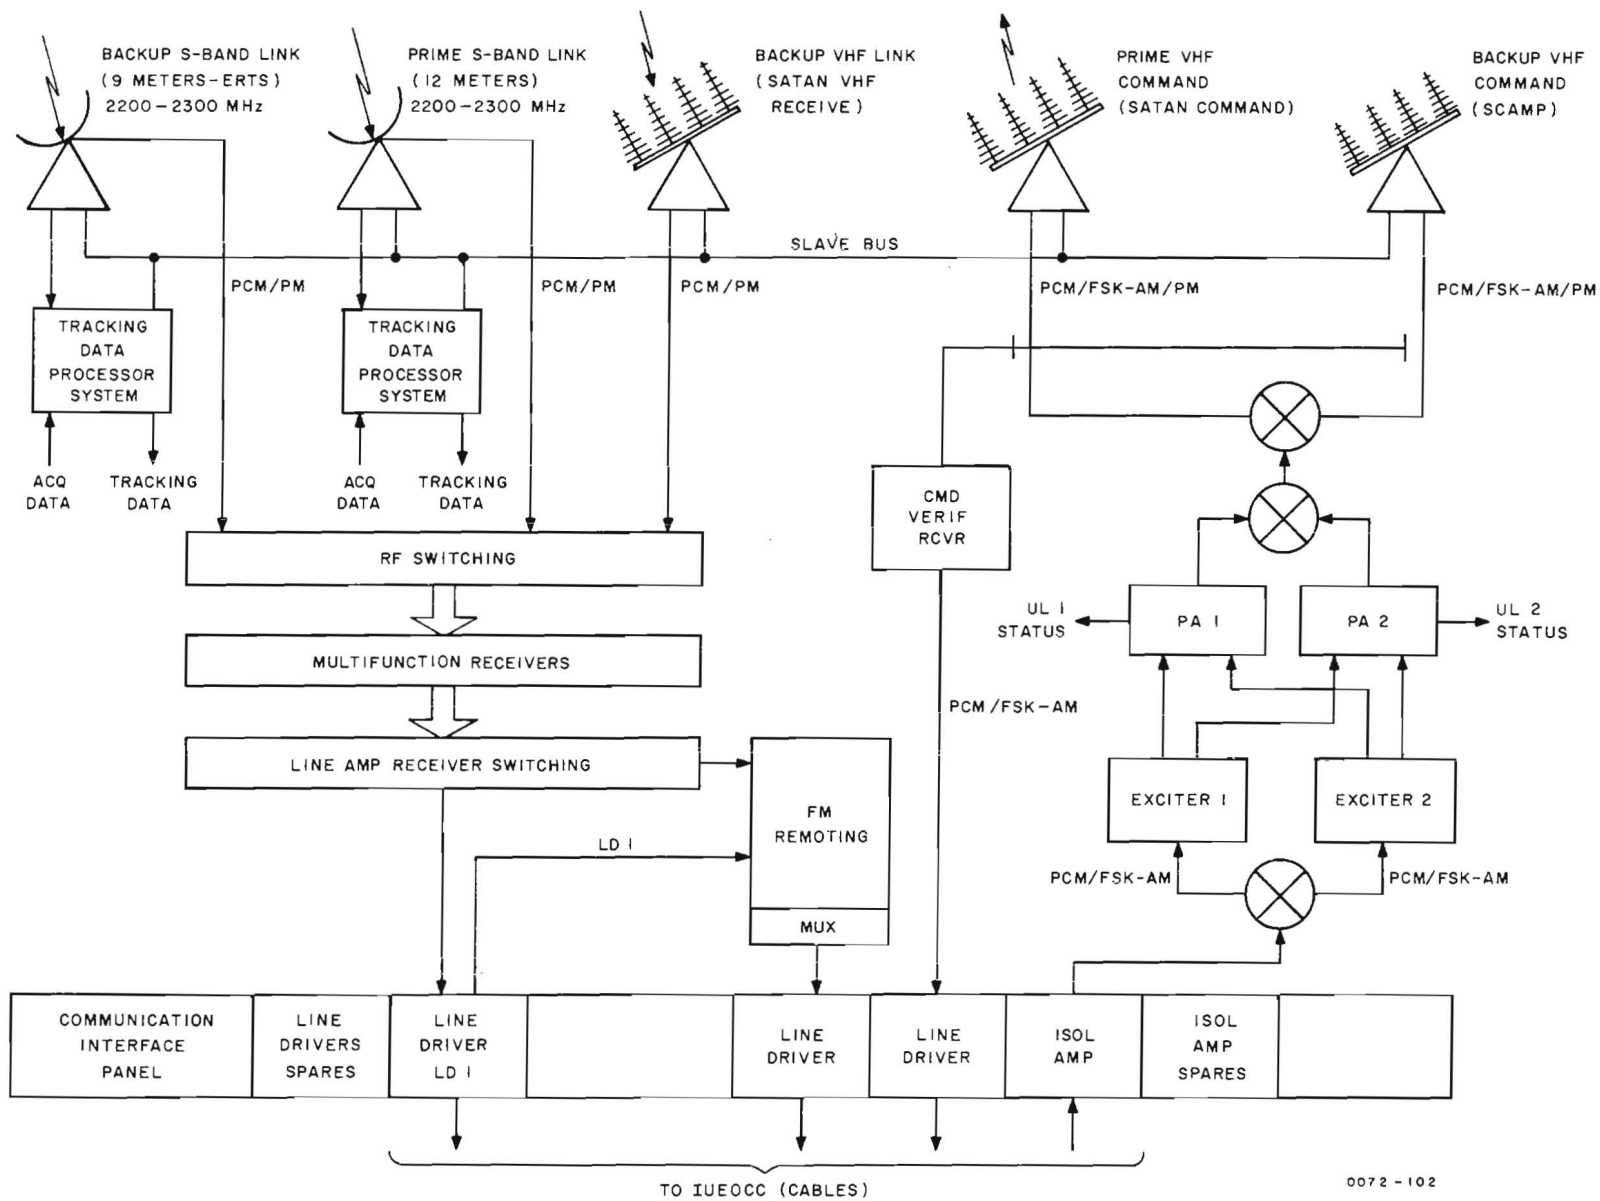 BACKUP S-BAND LINK
(9 METERS-ERTS)
2200-2300 MHz
PRIME S-BAND LINK
(12 METERS)
2200-2300 MHz
BACKUP VHF LINK
(SATAN VHF
RECEIVE)
PRIME VHF
COMMAND
(SATAN COMMAND)
BACKUP VHF
COMMAND
(SCAMP)
SLAVE BUS
PCM/PM
PCM/PM
PCM/PM
PCM/FSK-AM/PM
PCM/FSK-AM/PM
TRACKING
DATA
PROCESSOR
SYSTEM
TRACKING
DATA
PROCESSOR
SYSTEM
ACQ
DATA
TRACKING
DATA
ACQ
DATA
TRACKING
DATA
CMD
VERIF
RCVR
RF SWITCHING
UL 1
STATUS
PA 1
PA 2
UL 2
STATUS
MULTIFUNCTION RECEIVERS
PCM/FSK-AM
LINE AMP RECEIVER SWITCHING
FM
REMOTING
EXCITER 1
EXCITER 2
LD 1
PCM/FSK-AM
PCM/FSK-AM
MUX
COMMUNICATION
INTERFACE
PANEL
LINE
DRIVERS
SPARES
LINE
DRIVER
LD 1
LINE
DRIVER
LINE
DRIVER
ISOL
AMP
ISOL
AMP
SPARES
TO IUEOCC (CABLES)
0072-102